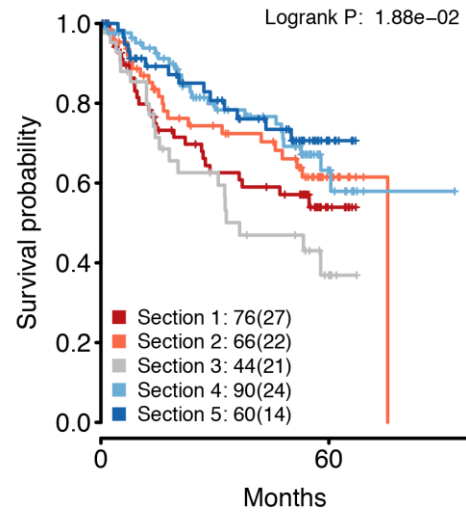 Logrank P: 1.88e−02
1.0
0.8
0.6
0.4
0.2
0.0
Survival probability
Section 1: 76(27)
Section 2: 66(22)
Section 3: 44(21)
Section 4: 90(24)
Section 5: 60(14)
0 60
Months